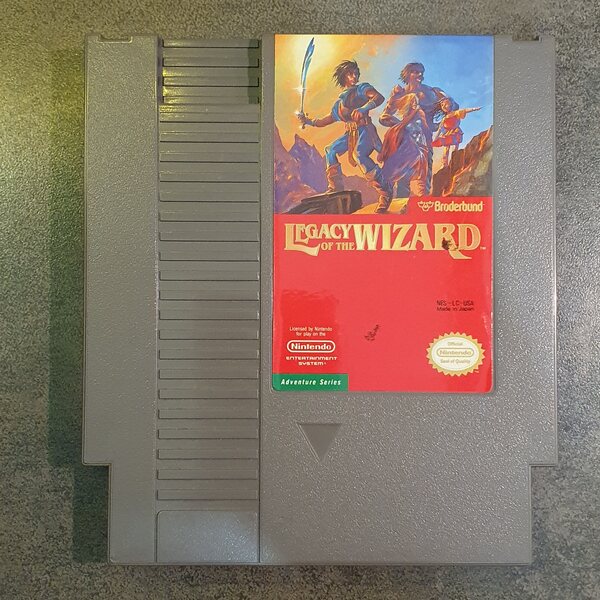 Brøderbund
LEGACY
OF THE WIZARD™
NES-LC-USA
Made in Japan
Licensed by Nintendo
for play on the
Nintendo
ENTERTAINMENT
SYSTEM
Official
Nintendo
Seal of Quality
Adventure Series